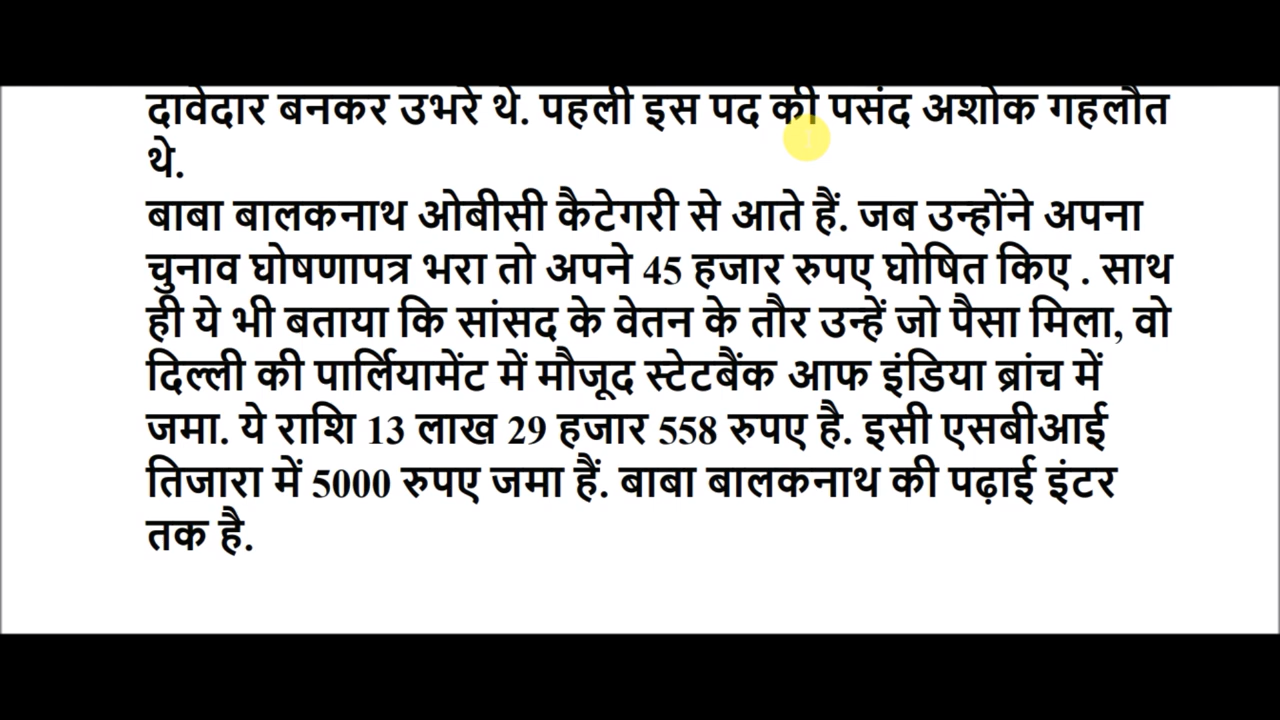 दावेदार बनकर उभरे थे. पहली इस पद की पसंद अशोक गहलौत
थे.
बाबा बालकनाथ ओबीसी कैटेगरी से आते हैं. जब उन्होंने अपना
चुनाव घोषणापत्र भरा तो अपने 45 हजार रुपए घोषित किए . साथ
ही ये भी बताया कि सांसद के वेतन के तौर उन्हें जो पैसा मिला, वो
दिल्ली की पार्लियामेंट में मौजूद स्टेटबैंक आफ इंडिया ब्रांच में
जमा. ये राशि 13 लाख 29 हजार 558 रुपए है. इसी एसबीआई
तिजारा में 5000 रुपए जमा हैं. बाबा बालकनाथ की पढ़ाई इंटर
तक है.